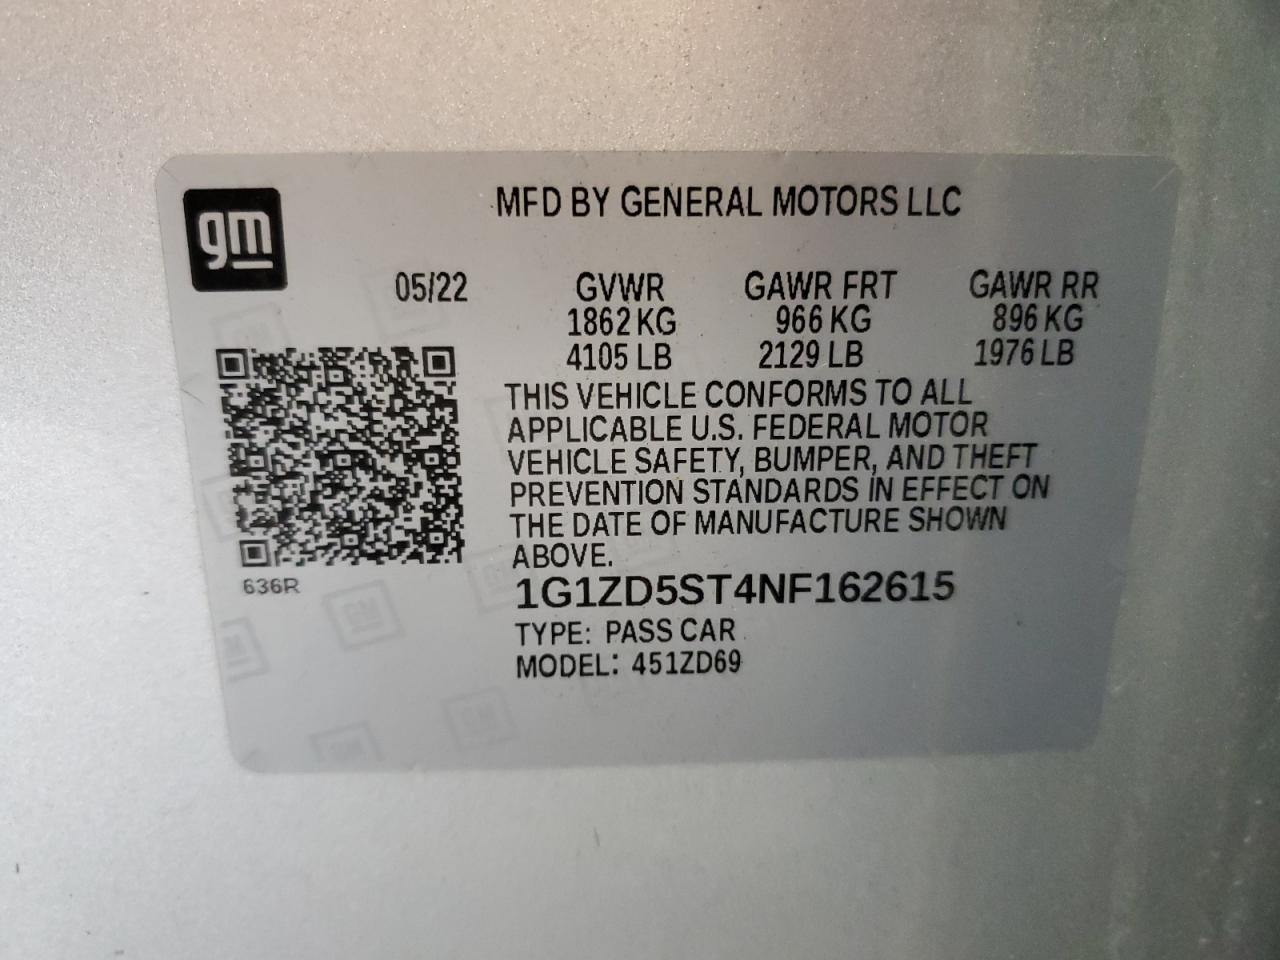 gm
MFD BY GENERAL MOTORS LLC
05/22 GVWR GAWR FRT GAWR RR
1862 KG 966 KG 896 KG
4105 LB 2129 LB 1976 LB
THIS VEHICLE CONFORMS TO ALL
APPLICABLE U.S. FEDERAL MOTOR
VEHICLE SAFETY, BUMPER, AND THEFT
PREVENTION STANDARDS IN EFFECT ON
THE DATE OF MANUFACTURE SHOWN
ABOVE.
636R
1G1ZD5ST4NF162615
TYPE: PASS CAR
MODEL: 451ZD69